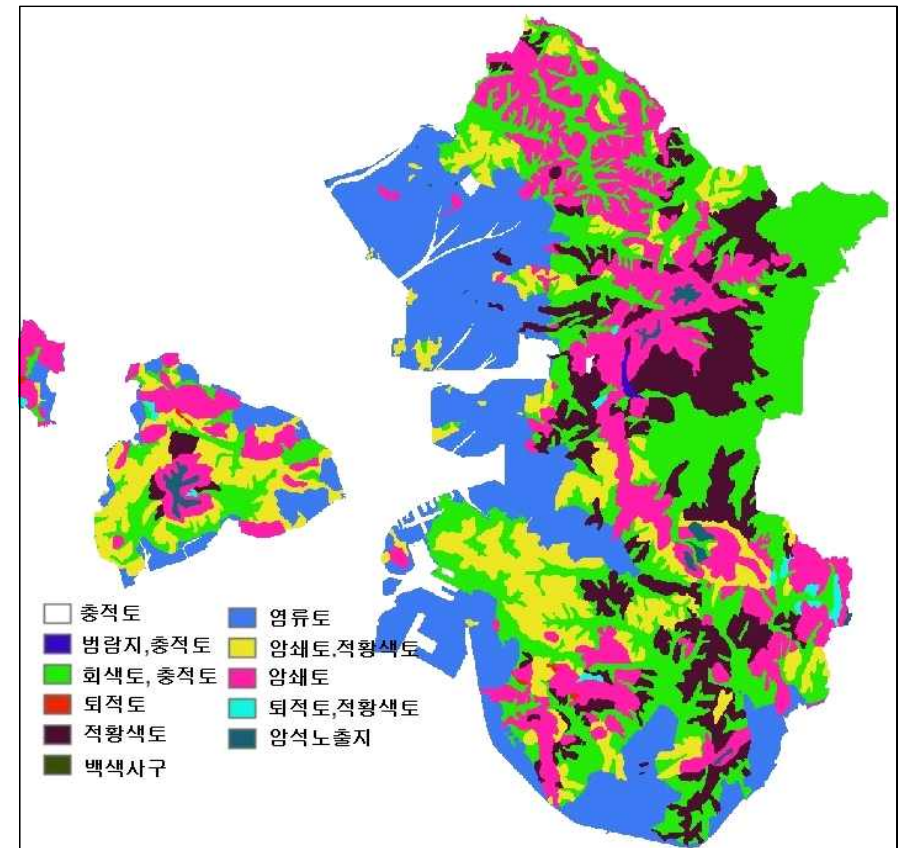 충적토
범람지,충적토
회색토, 충적토
퇴적토
적황색토
백색사구
염류토
암쇄토,적황색토
암쇄토
퇴적토,적황색토
암석노출지